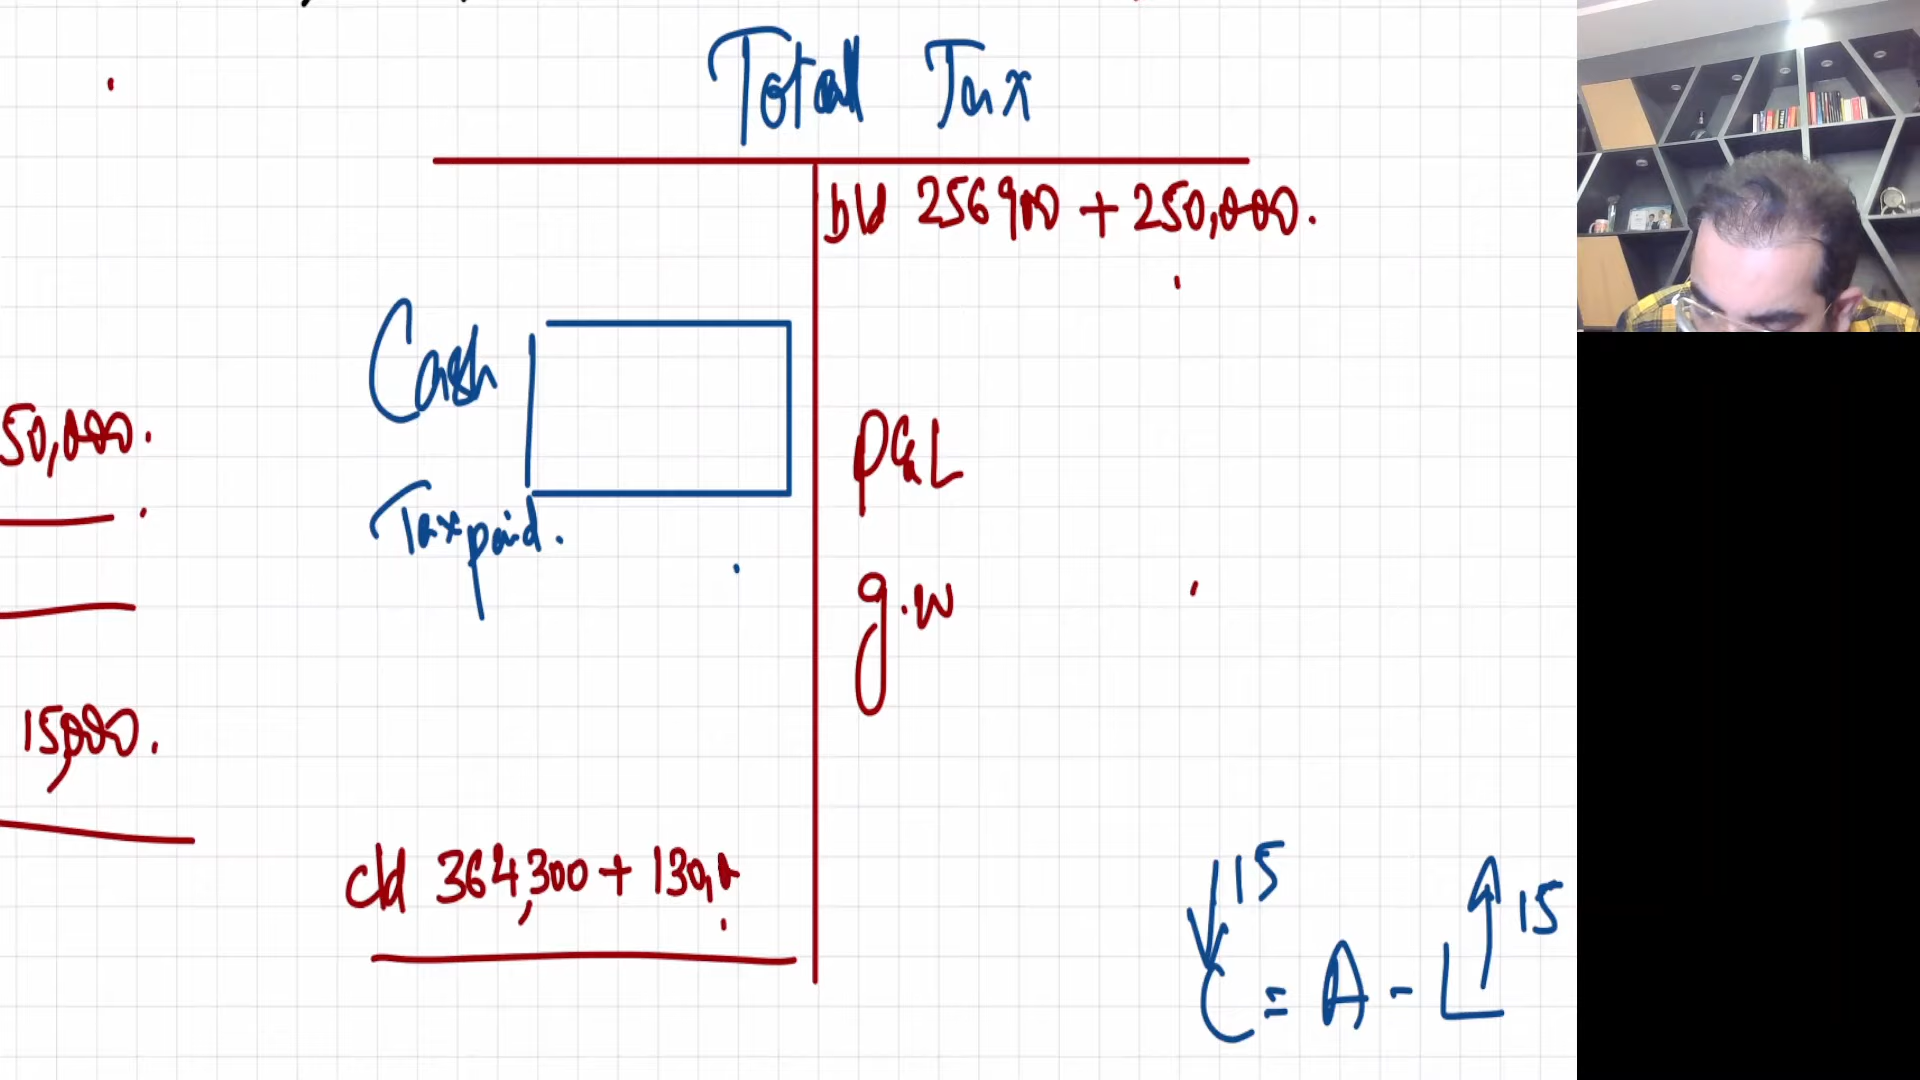 Total Tax
b/d 256900 + 250,000.
Cash
50,000.
P&L
Tax paid.
g.w
15,000.
c/d 364,300 + 130,
15
15
C = A - L